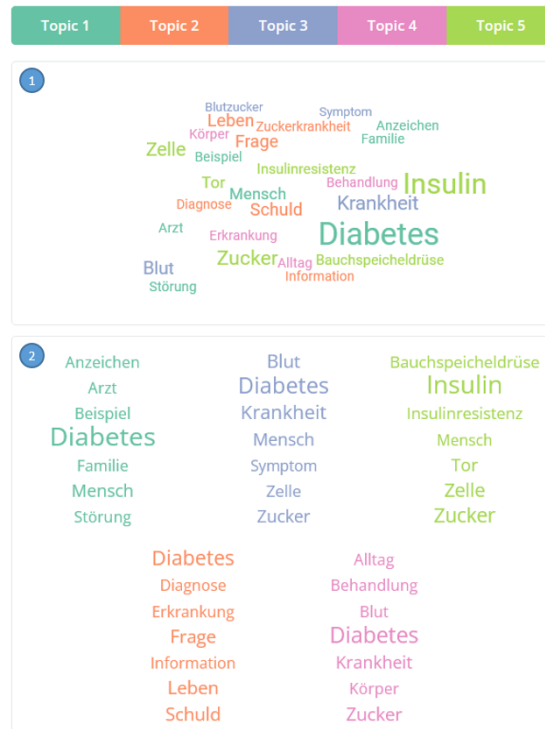 Topic 1 Topic 2 Topic 3 Topic 4 Topic 5
1
Blutzucker
Symptom
Leben
Zuckerkrankheit
Anzeichen
Körper
Frage
Familie
Zelle
Beispiel
Insulinresistenz
Tor
Behandlung
Insulin
Mensch
Diagnose
Schuld
Krankheit
Arzt
Erkrankung
Diabetes
Zucker
Alltag
Bauchspeicheldrüse
Blut
Information
Störung
2
Anzeichen
Arzt
Beispiel
Diabetes
Familie
Mensch
Störung
Blut
Diabetes
Krankheit
Mensch
Symptom
Zelle
Zucker
Bauchspeicheldrüse
Insulin
Insulinresistenz
Mensch
Tor
Zelle
Zucker
Diabetes
Diagnose
Erkrankung
Frage
Information
Leben
Schuld
Alltag
Behandlung
Blut
Diabetes
Krankheit
Körper
Zucker